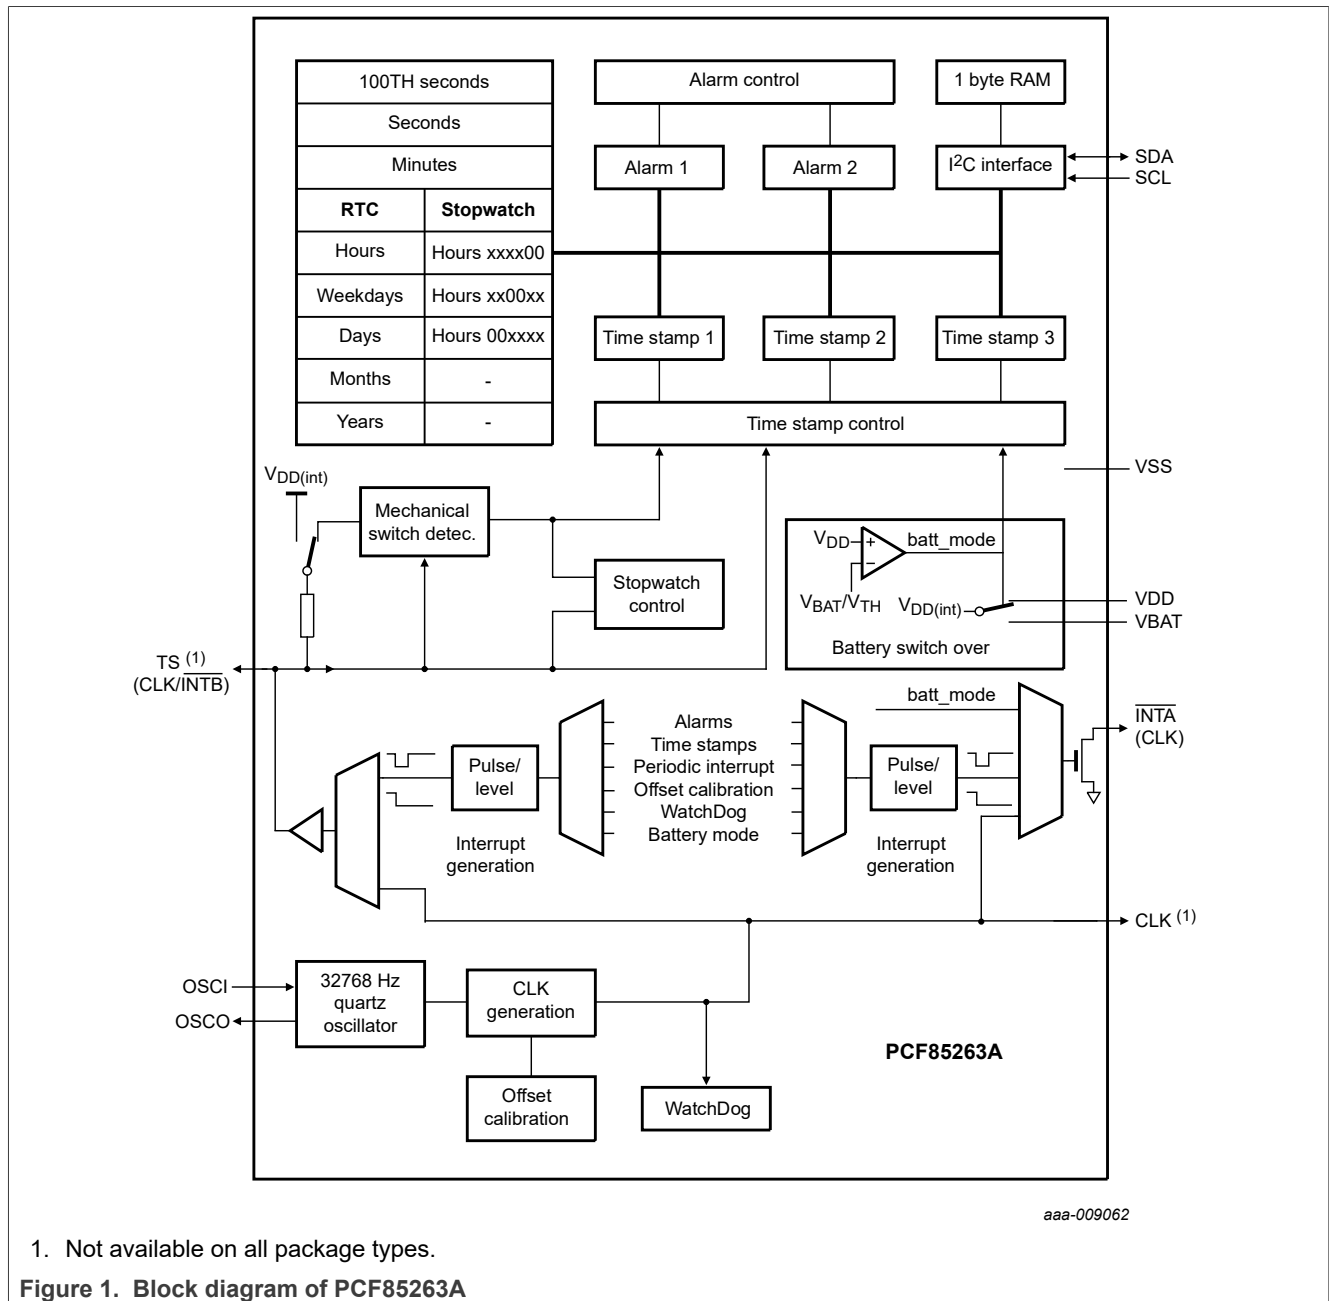 100TH seconds
Seconds
Minutes
RTC Stopwatch
Hours Hours xxxx00
Weekdays Hours xx00xx
Days Hours 00xxxx
Months -
Years -
Alarm control
1 byte RAM
Alarm 1
Alarm 2
I²C interface
SDA
SCL
Time stamp 1
Time stamp 2
Time stamp 3
Time stamp control
VSS
VDD(int)
Mechanical
switch detec.
Stopwatch
control
VDD
+
−
batt_mode
VBAT/VTH
VDD(int)
Battery switch over
VDD
VBAT
TS (1)
(CLK/INTB)
batt_mode
INTA
(CLK)
Pulse/
level
Interrupt
generation
Alarms
Time stamps
Periodic interrupt
Offset calibration
WatchDog
Battery mode
Pulse/
level
Interrupt
generation
CLK (1)
OSCI
OSCO
32768 Hz
quartz
oscillator
CLK
generation
Offset
calibration
WatchDog
PCF85263A
aaa-009062
1. Not available on all package types.
Figure 1. Block diagram of PCF85263A